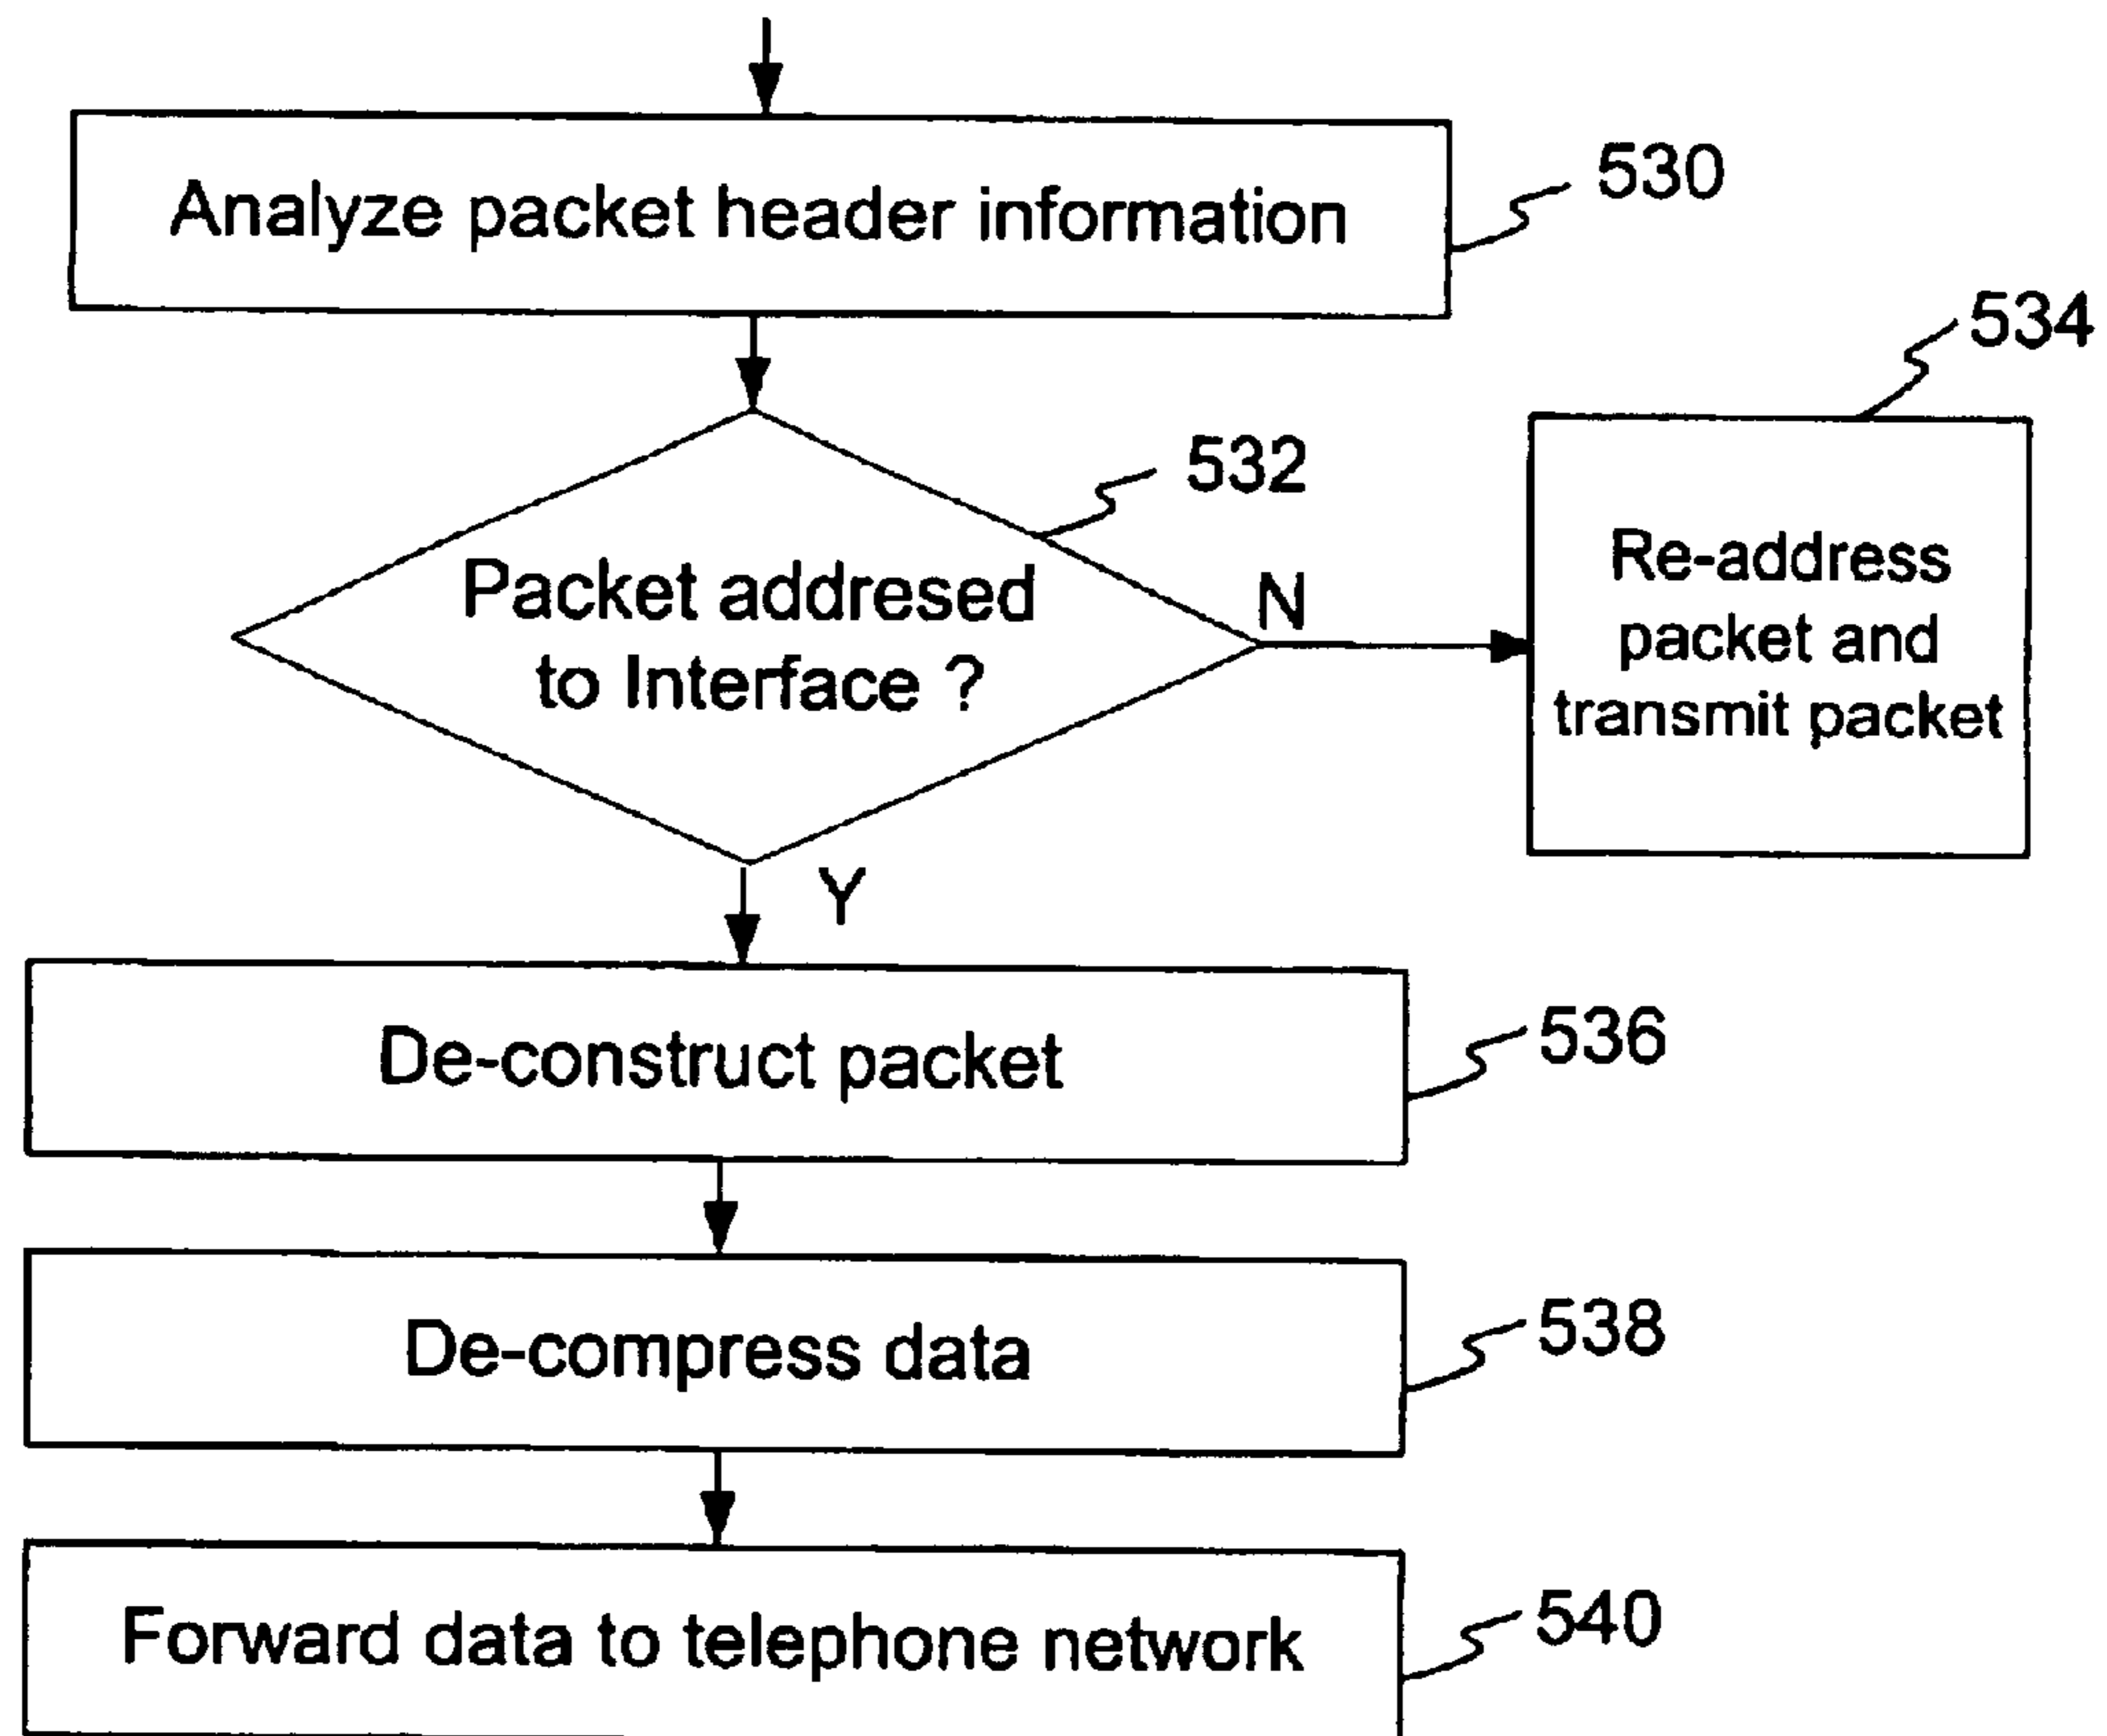 Analyze packet header information
530
534
532
Packet addresed
to Interface ?
N
Re-address
packet and
transmit packet
Y
De-construct packet
536
De-compress data
538
Forward data to telephone network
540